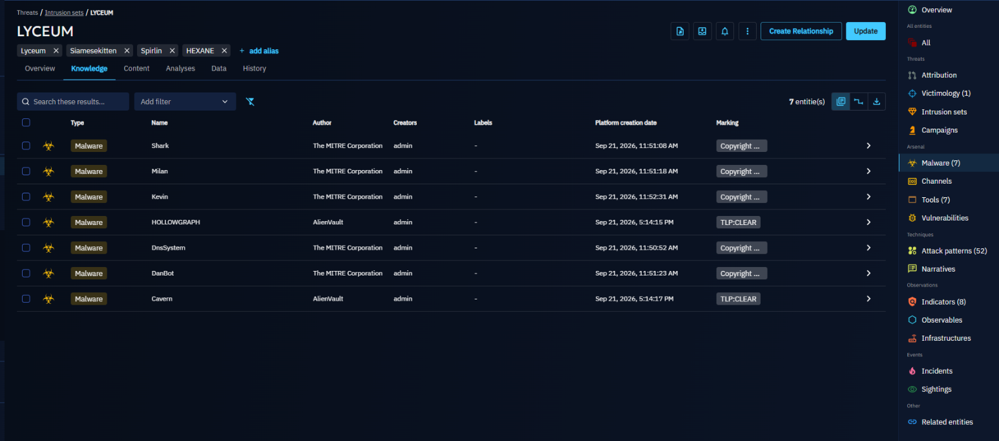 Threats / Intrusion sets / LYCEUM
LYCEUM
Create Relationship Update
Lyceum Siamesekitten Spirlin HEXANE + add alias
Overview Knowledge Content Analyses Data History
Search these results... Add filter 7 entitie(s)
Type Name Author Creators Labels Platform creation date Marking
Malware Shark The MITRE Corporation admin - Sep 21, 2026, 11:51:08 AM Copyright ...
Malware Milan The MITRE Corporation admin - Sep 21, 2026, 11:51:18 AM Copyright ...
Malware Kevin The MITRE Corporation admin - Sep 21, 2026, 11:52:31 AM Copyright ...
Malware HOLLOWGRAPH AlienVault admin - Sep 21, 2026, 5:14:15 PM TLP:CLEAR
Malware DnsSystem The MITRE Corporation admin - Sep 21, 2026, 11:50:52 AM Copyright ...
Malware DanBot The MITRE Corporation admin - Sep 21, 2026, 11:51:23 AM Copyright ...
Malware Cavern AlienVault admin - Sep 21, 2026, 5:14:17 PM TLP:CLEAR
Overview
All entities
All
Threats
Attribution
Victimology (1)
Intrusion sets
Campaigns
Arsenal
Malware (7)
Channels
Tools (7)
Vulnerabilities
Techniques
Attack patterns (52)
Narratives
Observations
Indicators (8)
Observables
Infrastructures
Events
Incidents
Sightings
Other
Related entities